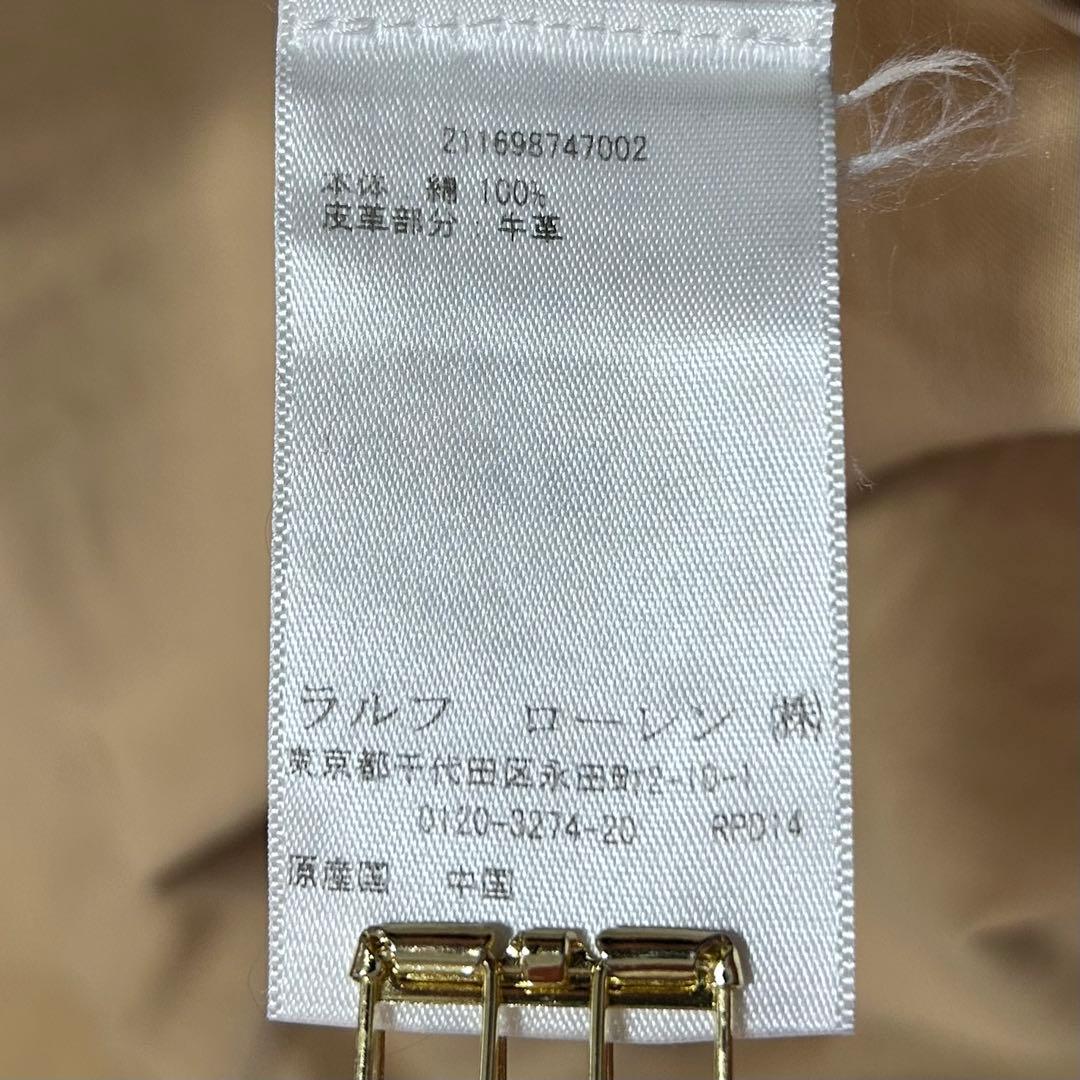 211698747002
本体　綿 100%
皮革部分　牛革
ラルフ　ローレン ㈱
東京都千代田区永田町2-10-1
0120-3274-20　RPD14
原産国　中国